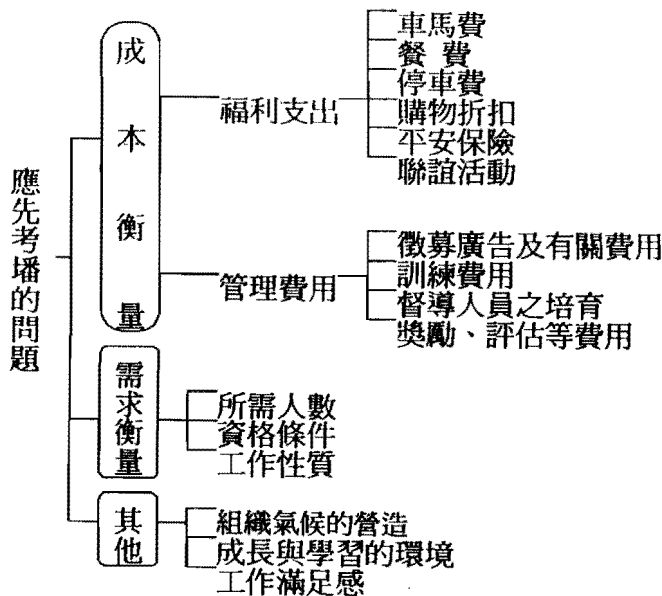 應先考墦的問題
成本衡量
福利支出
車馬費
餐 費
停車費
購物折扣
平安保險
聯誼活動
管理費用
徵募廣告及有關費用
訓練費用
督導人員之培育
獎勵、評估等費用
需求衡量
所需人數
資格條件
工作性質
其他
組織氣候的營造
成長與學習的環境
工作滿足感